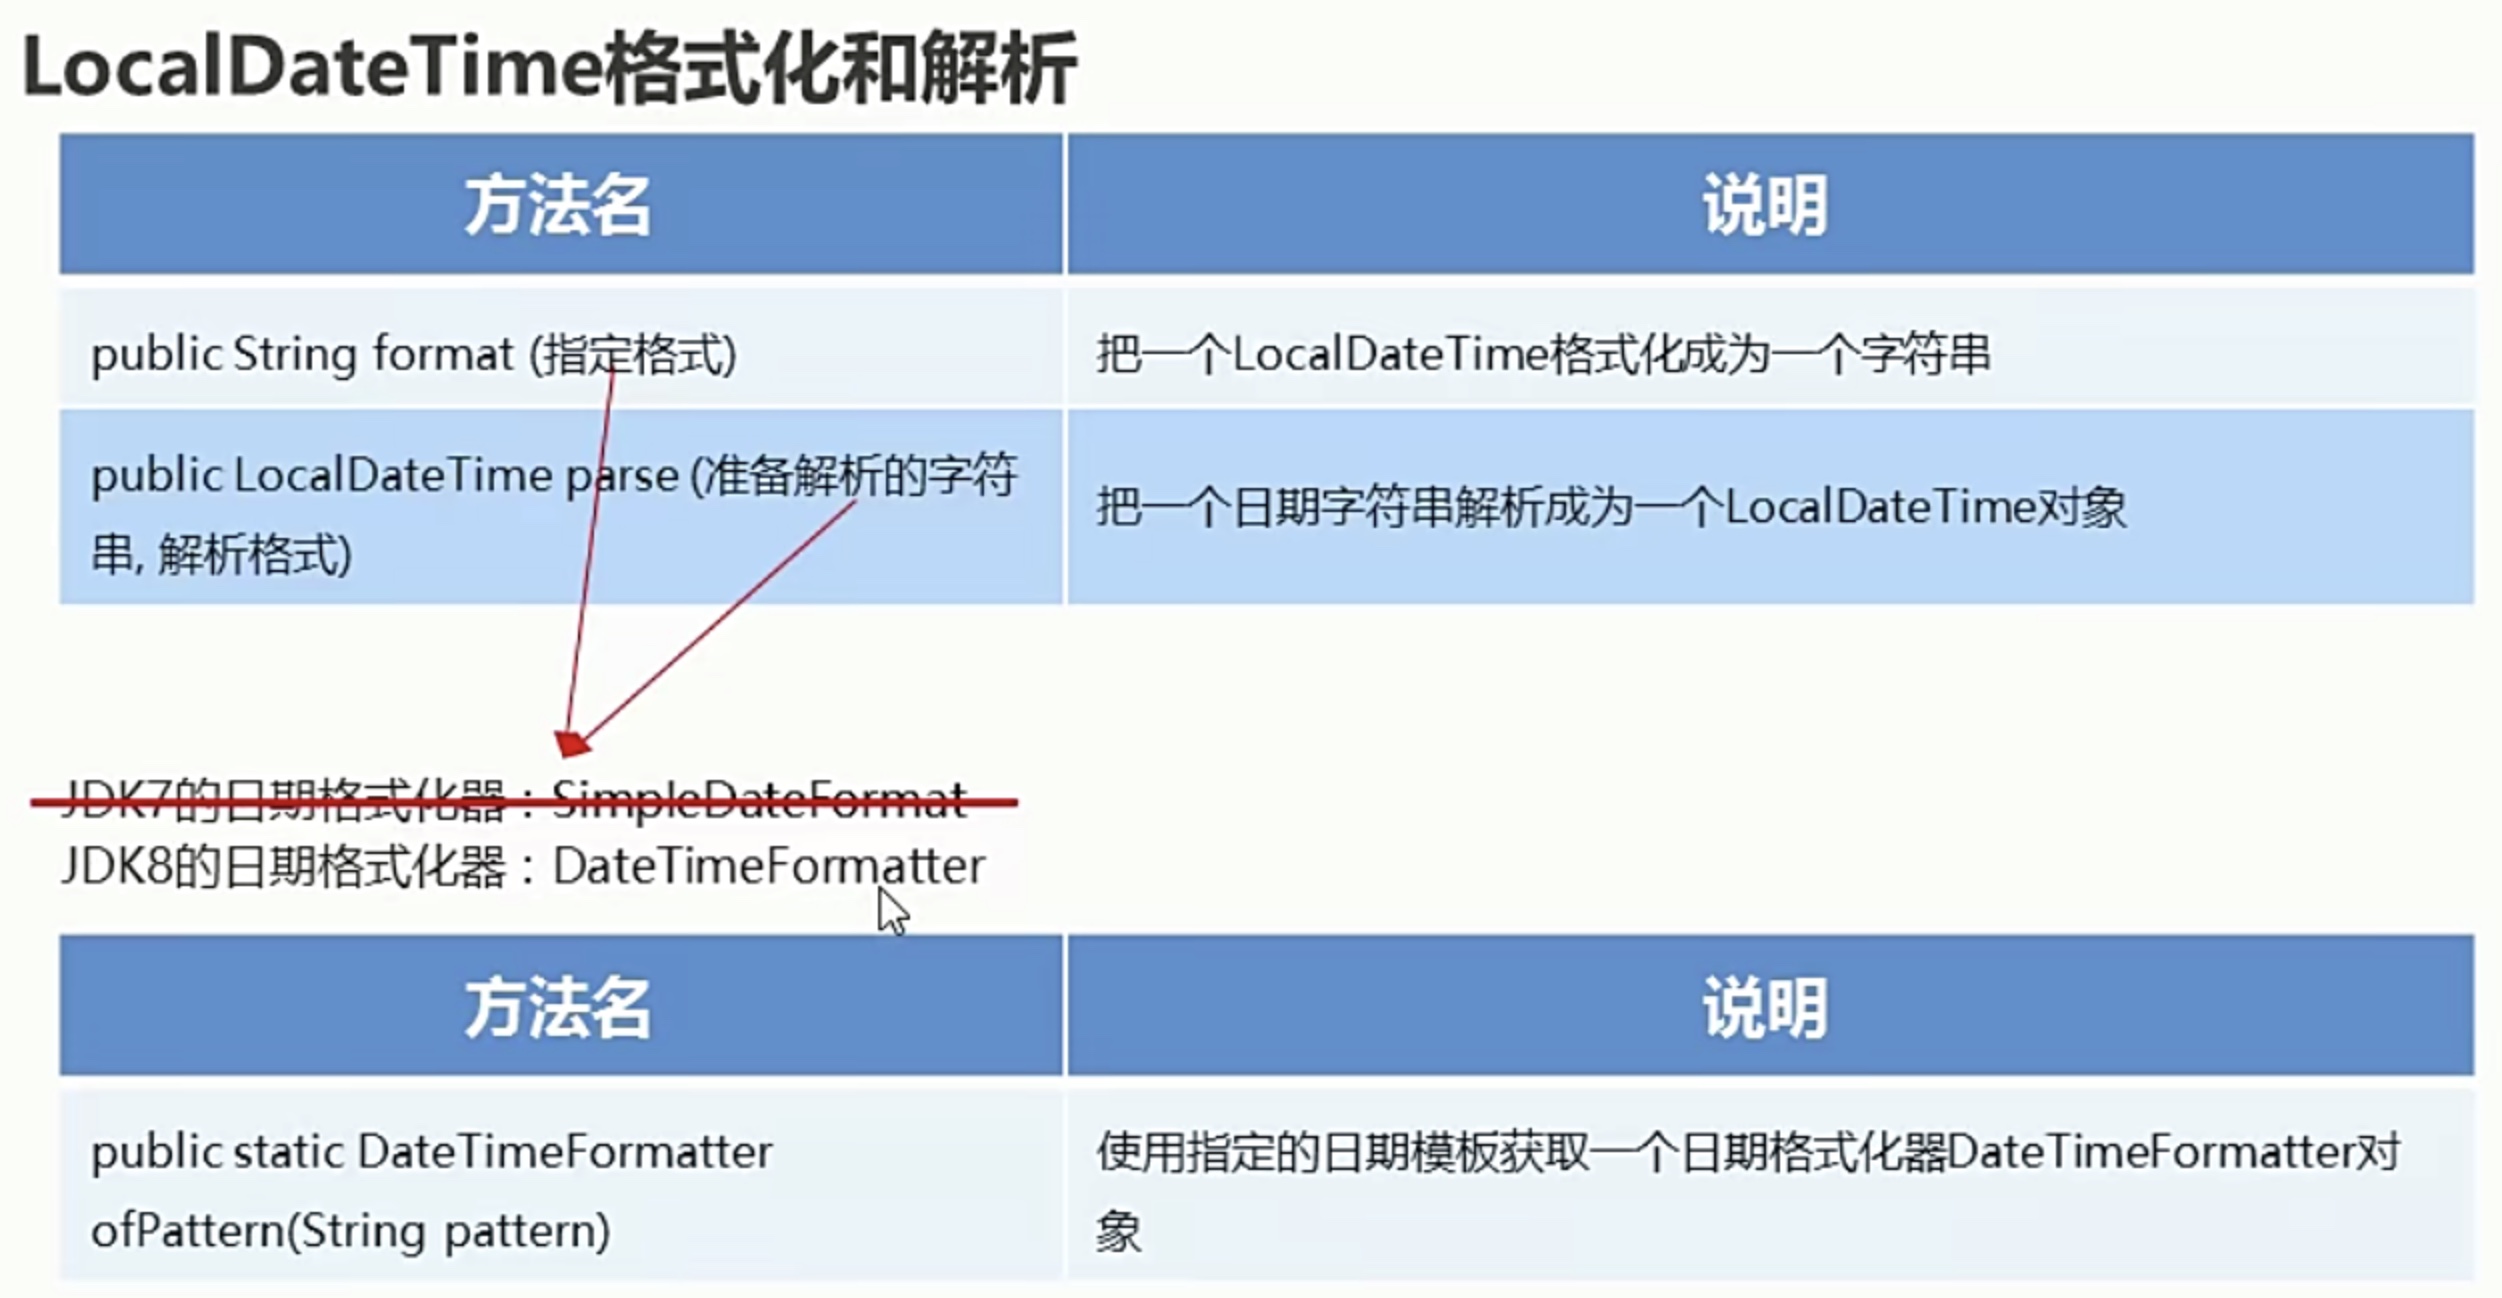 LocalDateTime格式化和解析
方法名 说明
public String format (指定格式) 把一个LocalDateTime格式化成为一个字符串
public LocalDateTime parse (准备解析的字符
串, 解析格式)
把一个日期字符串解析成为一个LocalDateTime对象
JDK7的日期格式化器：SimpleDateFormat
JDK8的日期格式化器：DateTimeFormatter
方法名 说明
public static DateTimeFormatter
ofPattern(String pattern)
使用指定的日期模板获取一个日期格式化器DateTimeFormatter对
象